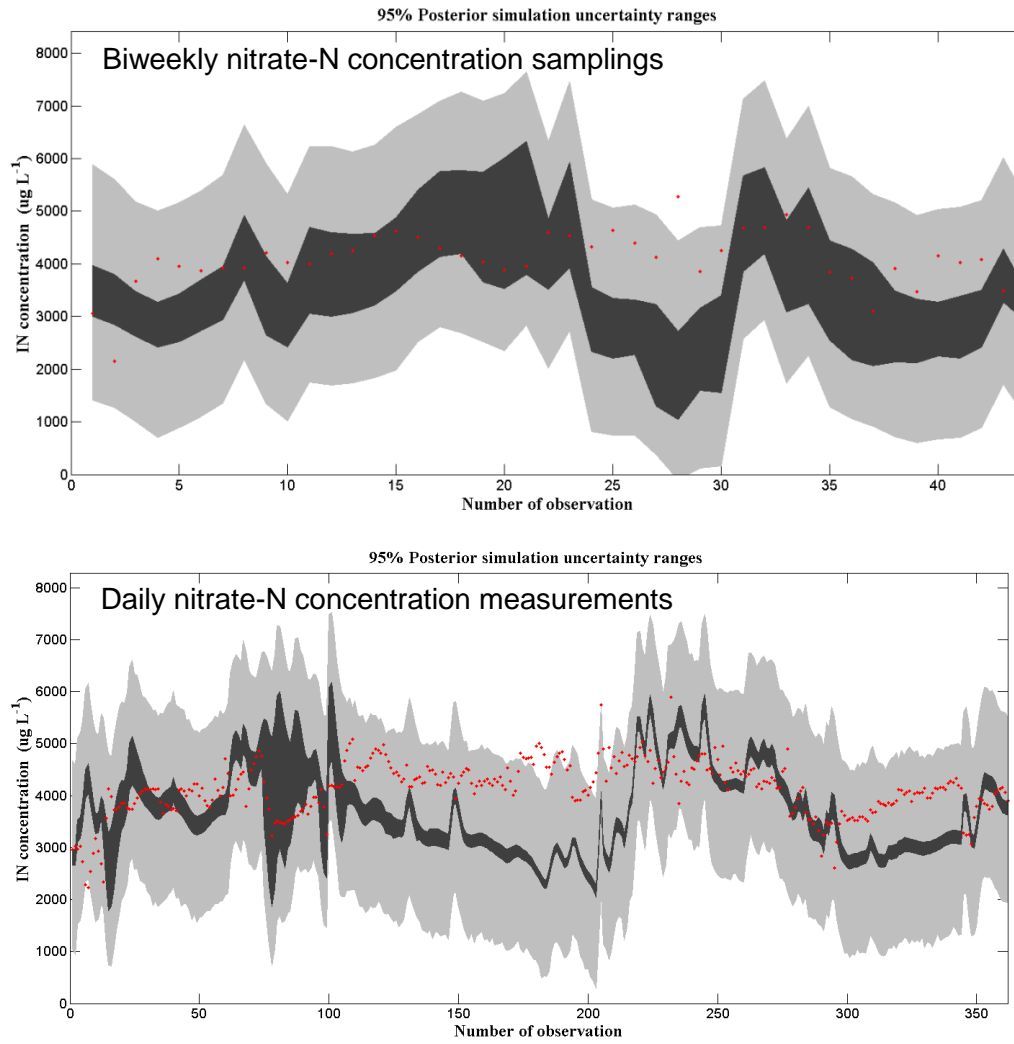 95% Posterior simulation uncertainty ranges
Biweekly nitrate-N concentration samplings
IN concentration (ug L⁻¹)
8000
7000
6000
5000
4000
3000
2000
1000
0
0 5 10 15 20 25 30 35 40
Number of observation
95% Posterior simulation uncertainty ranges
Daily nitrate-N concentration measurements
IN concentration (ug L⁻¹)
8000
7000
6000
5000
4000
3000
2000
1000
0
0 50 100 150 200 250 300 350
Number of observation